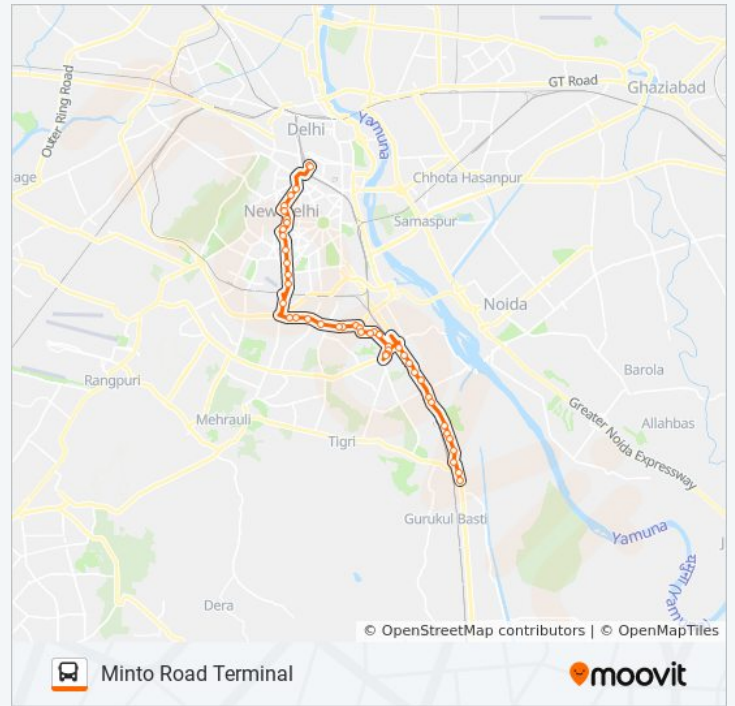 Outer Ring Road
GT Road
Ghaziabad
Delhi
Yamuna
age
Chhota Hasanpur
New Delhi
Samaspur
Noida
Rangpuri
Barola
Mehrauli
Allahbas
Tigri
Greater Noida Expressway
Gurukul Basti
Yamuna
J
Dera
© OpenStreetMap contributors | © OpenMapTiles
Minto Road Terminal
moovit